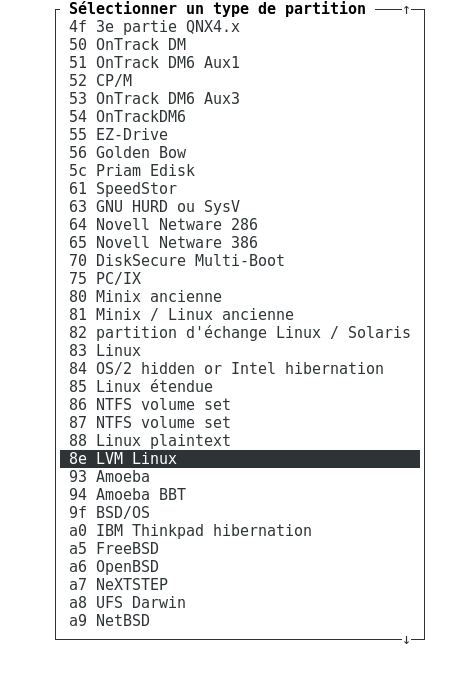 Sélectionner un type de partition ↑
4f 3e partie QNX4.x
50 OnTrack DM
51 OnTrack DM6 Aux1
52 CP/M
53 OnTrack DM6 Aux3
54 OnTrackDM6
55 EZ-Drive
56 Golden Bow
5c Priam Edisk
61 SpeedStor
63 GNU HURD ou SysV
64 Novell Netware 286
65 Novell Netware 386
70 DiskSecure Multi-Boot
75 PC/IX
80 Minix ancienne
81 Minix / Linux ancienne
82 partition d'échange Linux / Solaris
83 Linux
84 OS/2 hidden or Intel hibernation
85 Linux étendue
86 NTFS volume set
87 NTFS volume set
88 Linux plaintext
8e LVM Linux
93 Amoeba
94 Amoeba BBT
9f BSD/OS
a0 IBM Thinkpad hibernation
a5 FreeBSD
a6 OpenBSD
a7 NeXTSTEP
a8 UFS Darwin
a9 NetBSD
↓